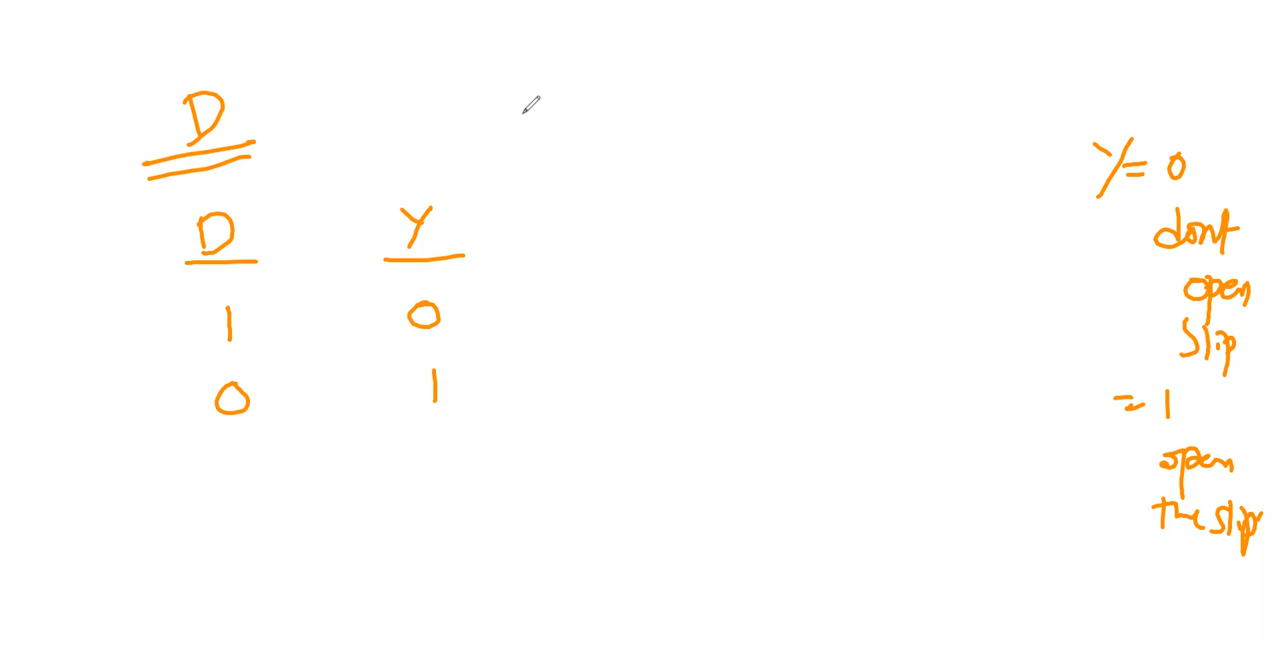 D
D Y
1 0
0 1
Y = 0
dont
open
slip
= 1
open
the slip